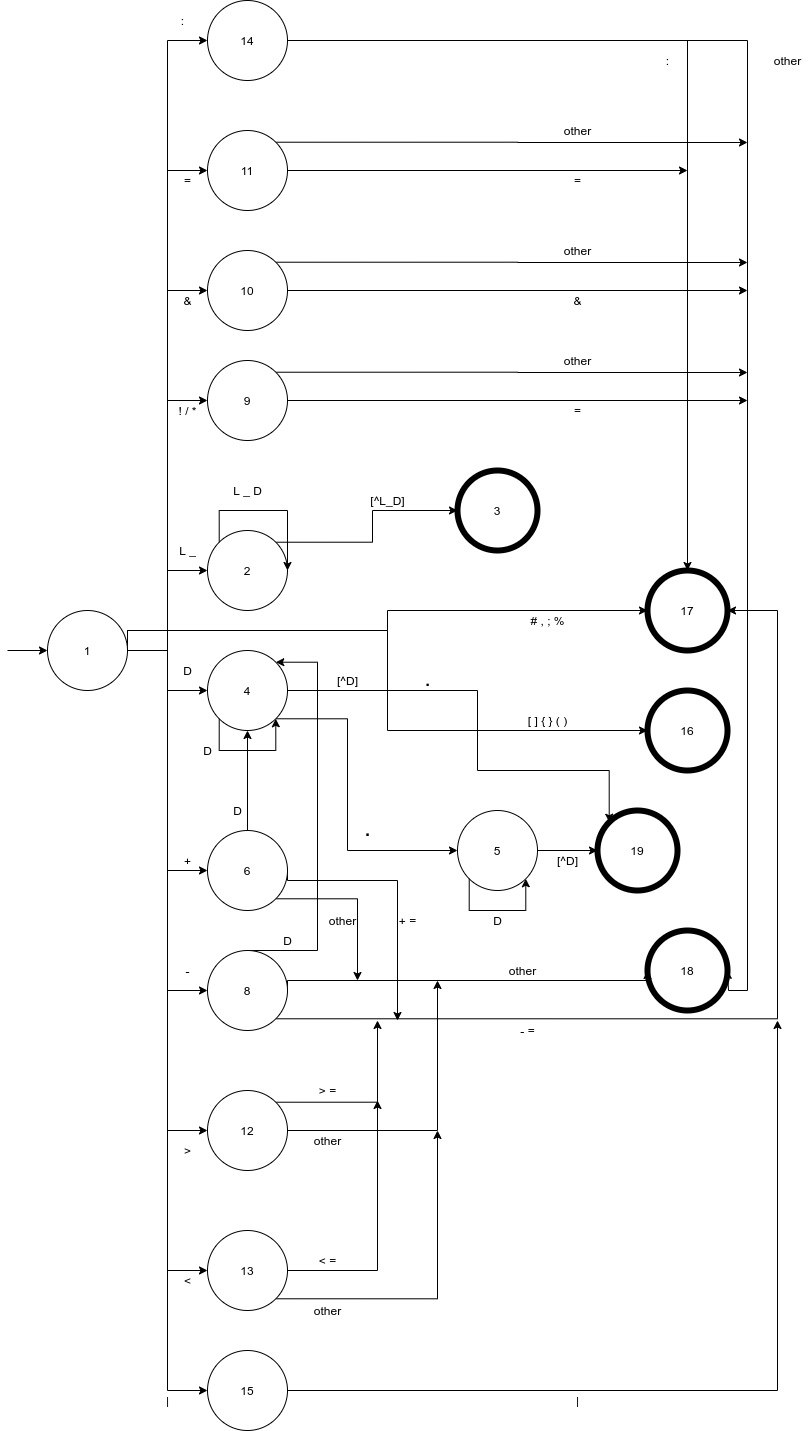 :
14
:
other
other
11
=
=
other
10
&
&
other
9
! / *
=
L _ D
[^L_D]
3
2
L _
17
# , ; %
1
D
4
[^D]
.
16
[ ] { } ( )
D
D
.
5
19
[^D]
+
6
D
other
+ =
D
-
8
other
18
- =
> =
12
other
>
< =
13
<
other
15
|
|